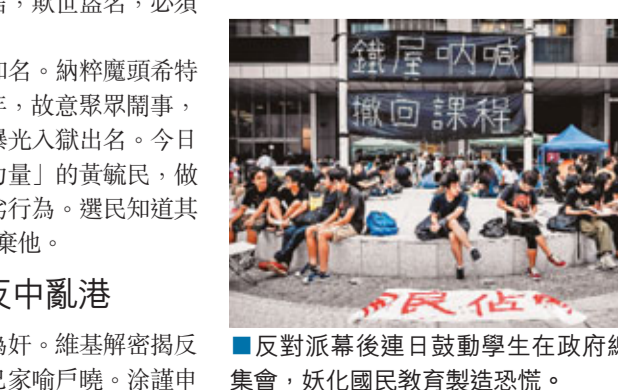 ，欺世盜名，必須
名。納粹魔頭希特
年，故意聚眾鬧事，
曝光入獄出名。今日
力量」的黃毓民，做
劣行為。選民知道其
棄他。
反中亂港
為奸。維基解密揭反
已家喻戶曉。涂謹申
鐵屋吶喊
撤回課程
民佔
■反對派幕後連日鼓動學生在政府總
集會，妖化國民教育製造恐慌。